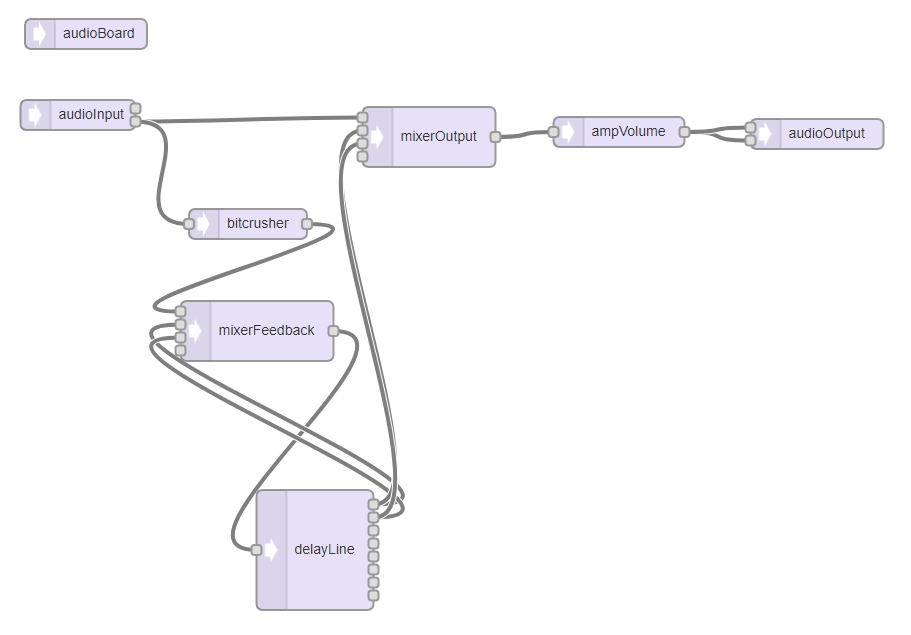 audioBoard
audioInput
mixerOutput
ampVolume
audioOutput
bitcrusher
mixerFeedback
delayLine